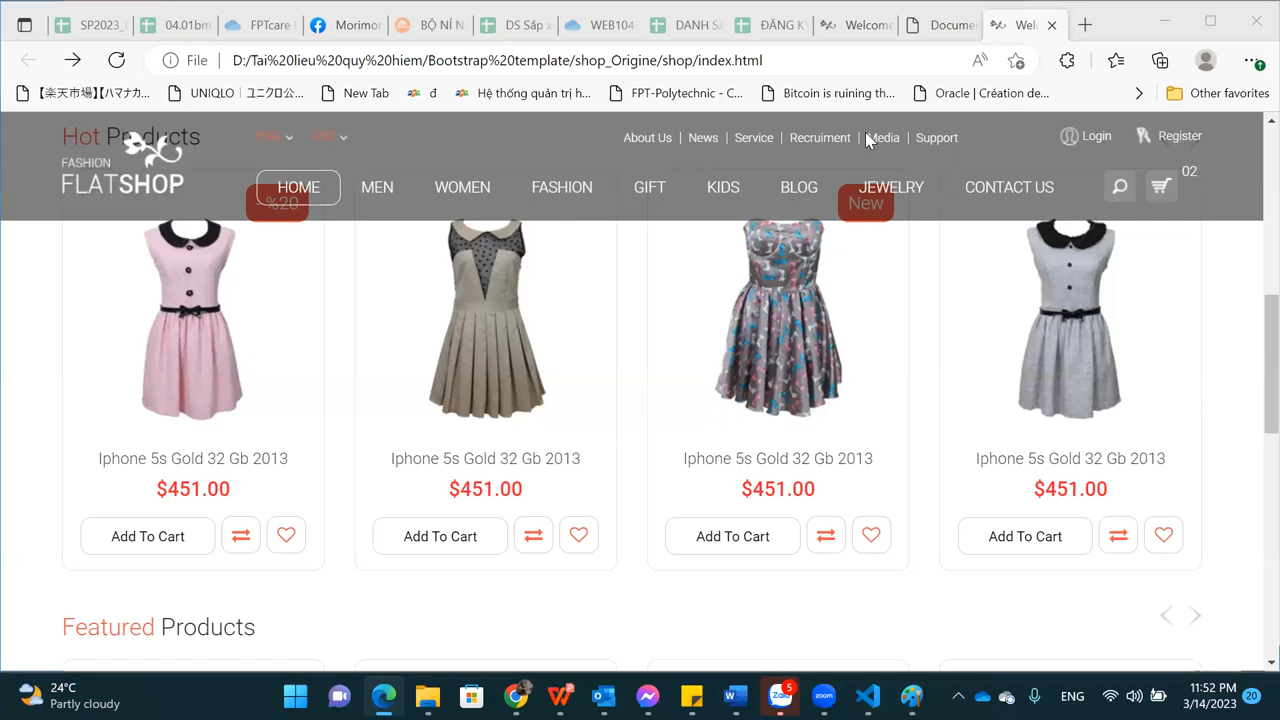 SP2023_
04.01bm
FPTcare
Morimor
BỘ NỈ N
DS Sắp x
WEB104.
DANH SÁ
ĐĂNG K
Welcome
Docume
Welc
File
D:/Tai%20lieu%20quy%20hiem/Bootstrap%20template/shop_Origine/shop/index.html
【楽天市場】【ハマナカ...
UNIQLO｜ユニクロ公...
New Tab
đ
Hệ thống quản trị h...
FPT-Polytechnic - C...
Bitcoin is ruining th...
Oracle | Création de...
Other favorites
Hot Products
ENG
USD
About Us | News | Service | Recruiment | Media | Support
Login
Register
FASHION
FLATSHOP
HOME
MEN
WOMEN
FASHION
GIFT
KIDS
BLOG
JEWELRY
CONTACT US
02
- %20
New
Iphone 5s Gold 32 Gb 2013
Iphone 5s Gold 32 Gb 2013
Iphone 5s Gold 32 Gb 2013
Iphone 5s Gold 32 Gb 2013
$451.00
$451.00
$451.00
$451.00
Add To Cart
Add To Cart
Add To Cart
Add To Cart
Featured Products
24°C
Partly cloudy
5
ENG
11:52 PM
3/14/2023
20